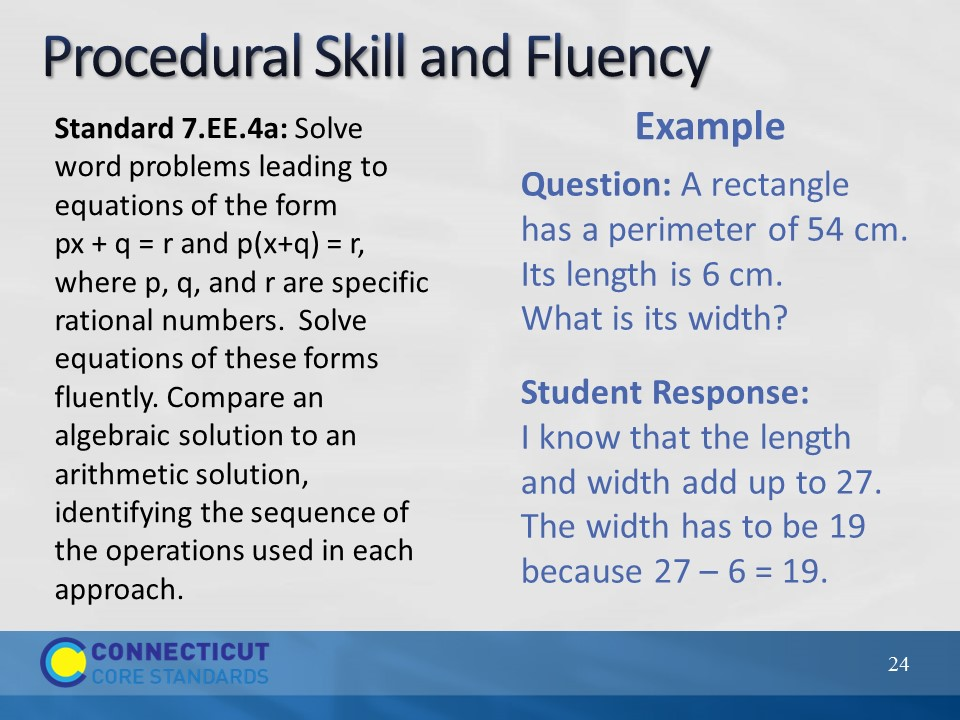 Procedural Skill and Fluency
Standard 7.EE.4a: Solve
word problems leading to
equations of the form
px + q = r and p(x+q) = r,
where p, q, and r are specific
rational numbers.  Solve
equations of these forms
fluently. Compare an
algebraic solution to an
arithmetic solution,
identifying the sequence of
the operations used in each
approach.
Example
Question: A rectangle
has a perimeter of 54 cm.
Its length is 6 cm.
What is its width?
Student Response:
I know that the length
and width add up to 27.
The width has to be 19
because 27 – 6 = 19.
CONNECTICUT
CORE STANDARDS
24